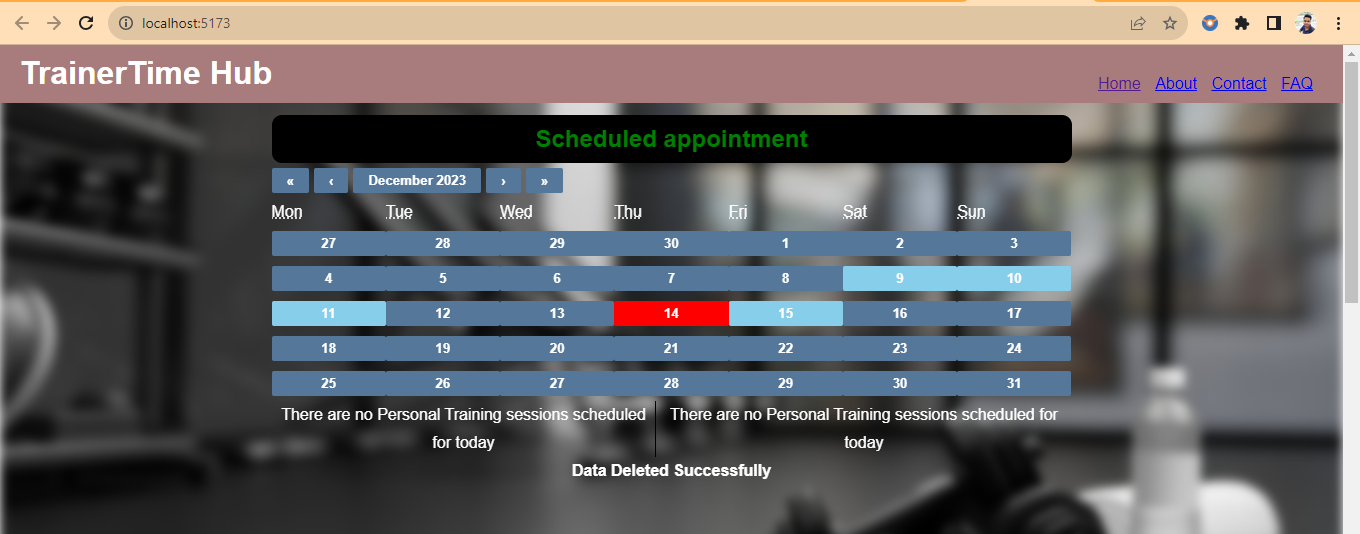 localhost:5173
TrainerTime Hub
Home About Contact FAQ
Scheduled appointment
« ‹ December 2023 › »
Mon Tue Wed Thu Fri Sat Sun
27 28 29 30 1 2 3
4 5 6 7 8 9 10
11 12 13 14 15 16 17
18 19 20 21 22 23 24
25 26 27 28 29 30 31
There are no Personal Training sessions scheduled
for today
There are no Personal Training sessions scheduled for
today
Data Deleted Successfully